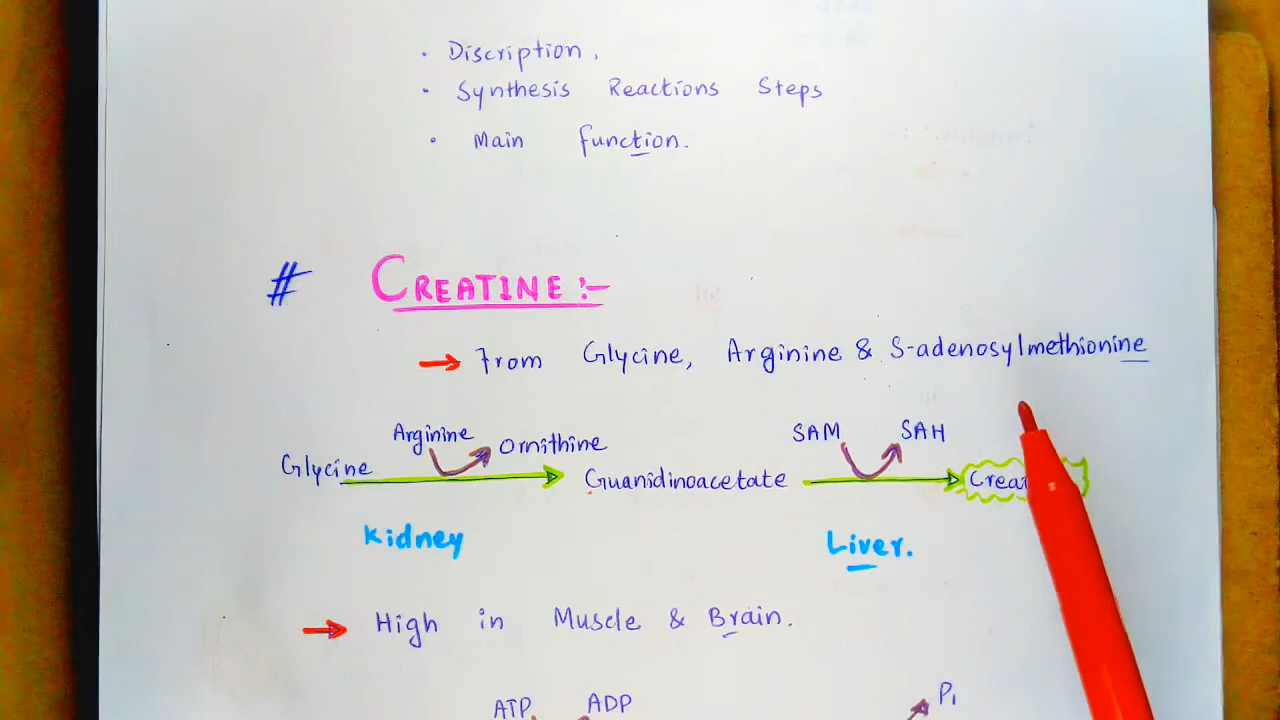 · Discription,
· Synthesis Reactions Steps
· Main function.
# CREATINE :-
→ From Glycine, Arginine & S-adenosylmethionine
Arginine Ornithine SAM SAH
Glycine → Guanidinoacetate →
Kidney Liver.
→ High in Muscle & Brain.
ATP ADP Pi